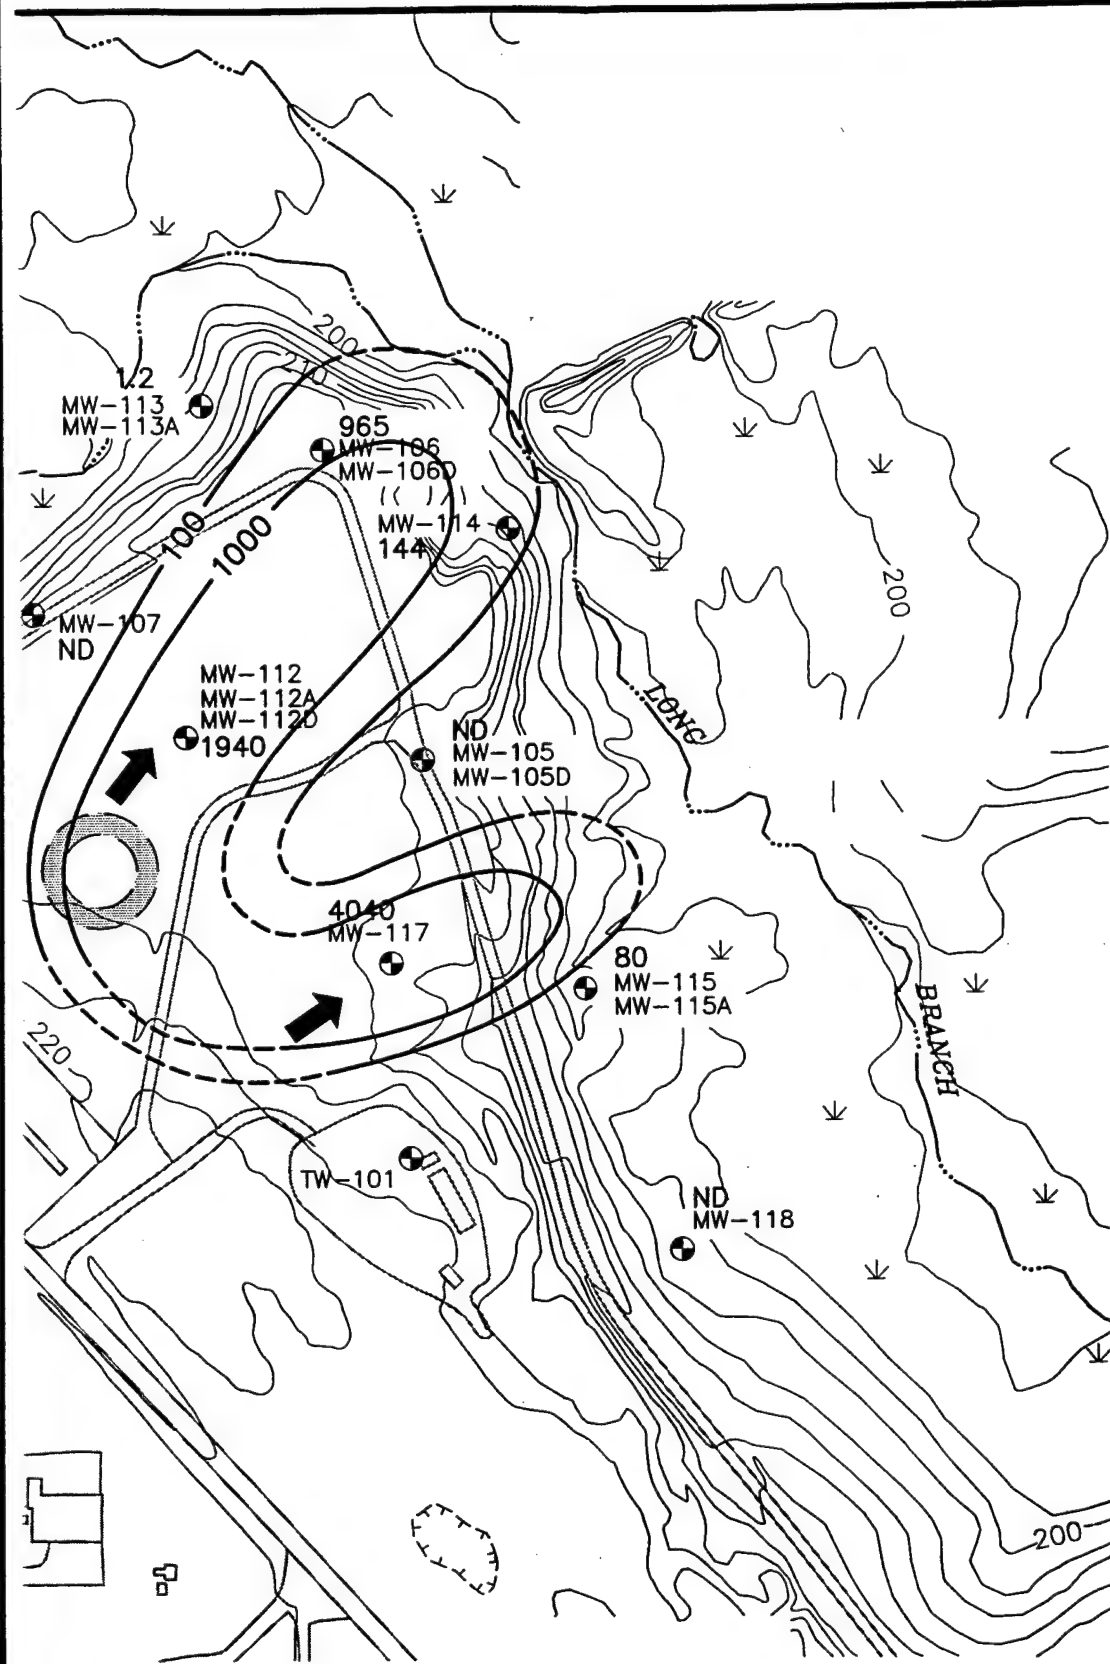 200
210
1.2
MW-113
MW-113A
965
MW-106
MW-106D
MW-114
144
100
1000
200
MW-107
ND
MW-112
MW-112A
MW-112D
1940
LONG
ND
MW-105
MW-105D
4040
MW-117
80
MW-115
MW-115A
BRANCH
220
TW-101
ND
MW-118
200